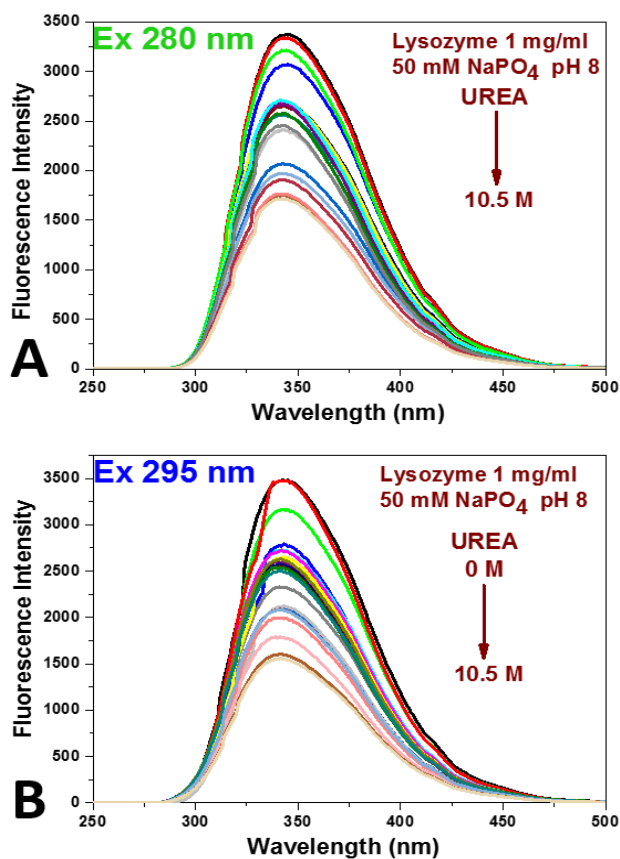 Ex 280 nm
Lysozyme 1 mg/ml
50 mM NaPO4 pH 8
UREA
10.5 M
Fluorescence Intensity
3500
3000
2500
2000
1500
1000
500
0
250 300 350 400 450 500
Wavelength (nm)
A
Ex 295 nm
Lysozyme 1 mg/ml
50 mM NaPO4 pH 8
UREA
0 M
10.5 M
Fluorescence Intensity
3500
3000
2500
2000
1500
1000
500
0
250 300 350 400 450 500
Wavelength (nm)
B